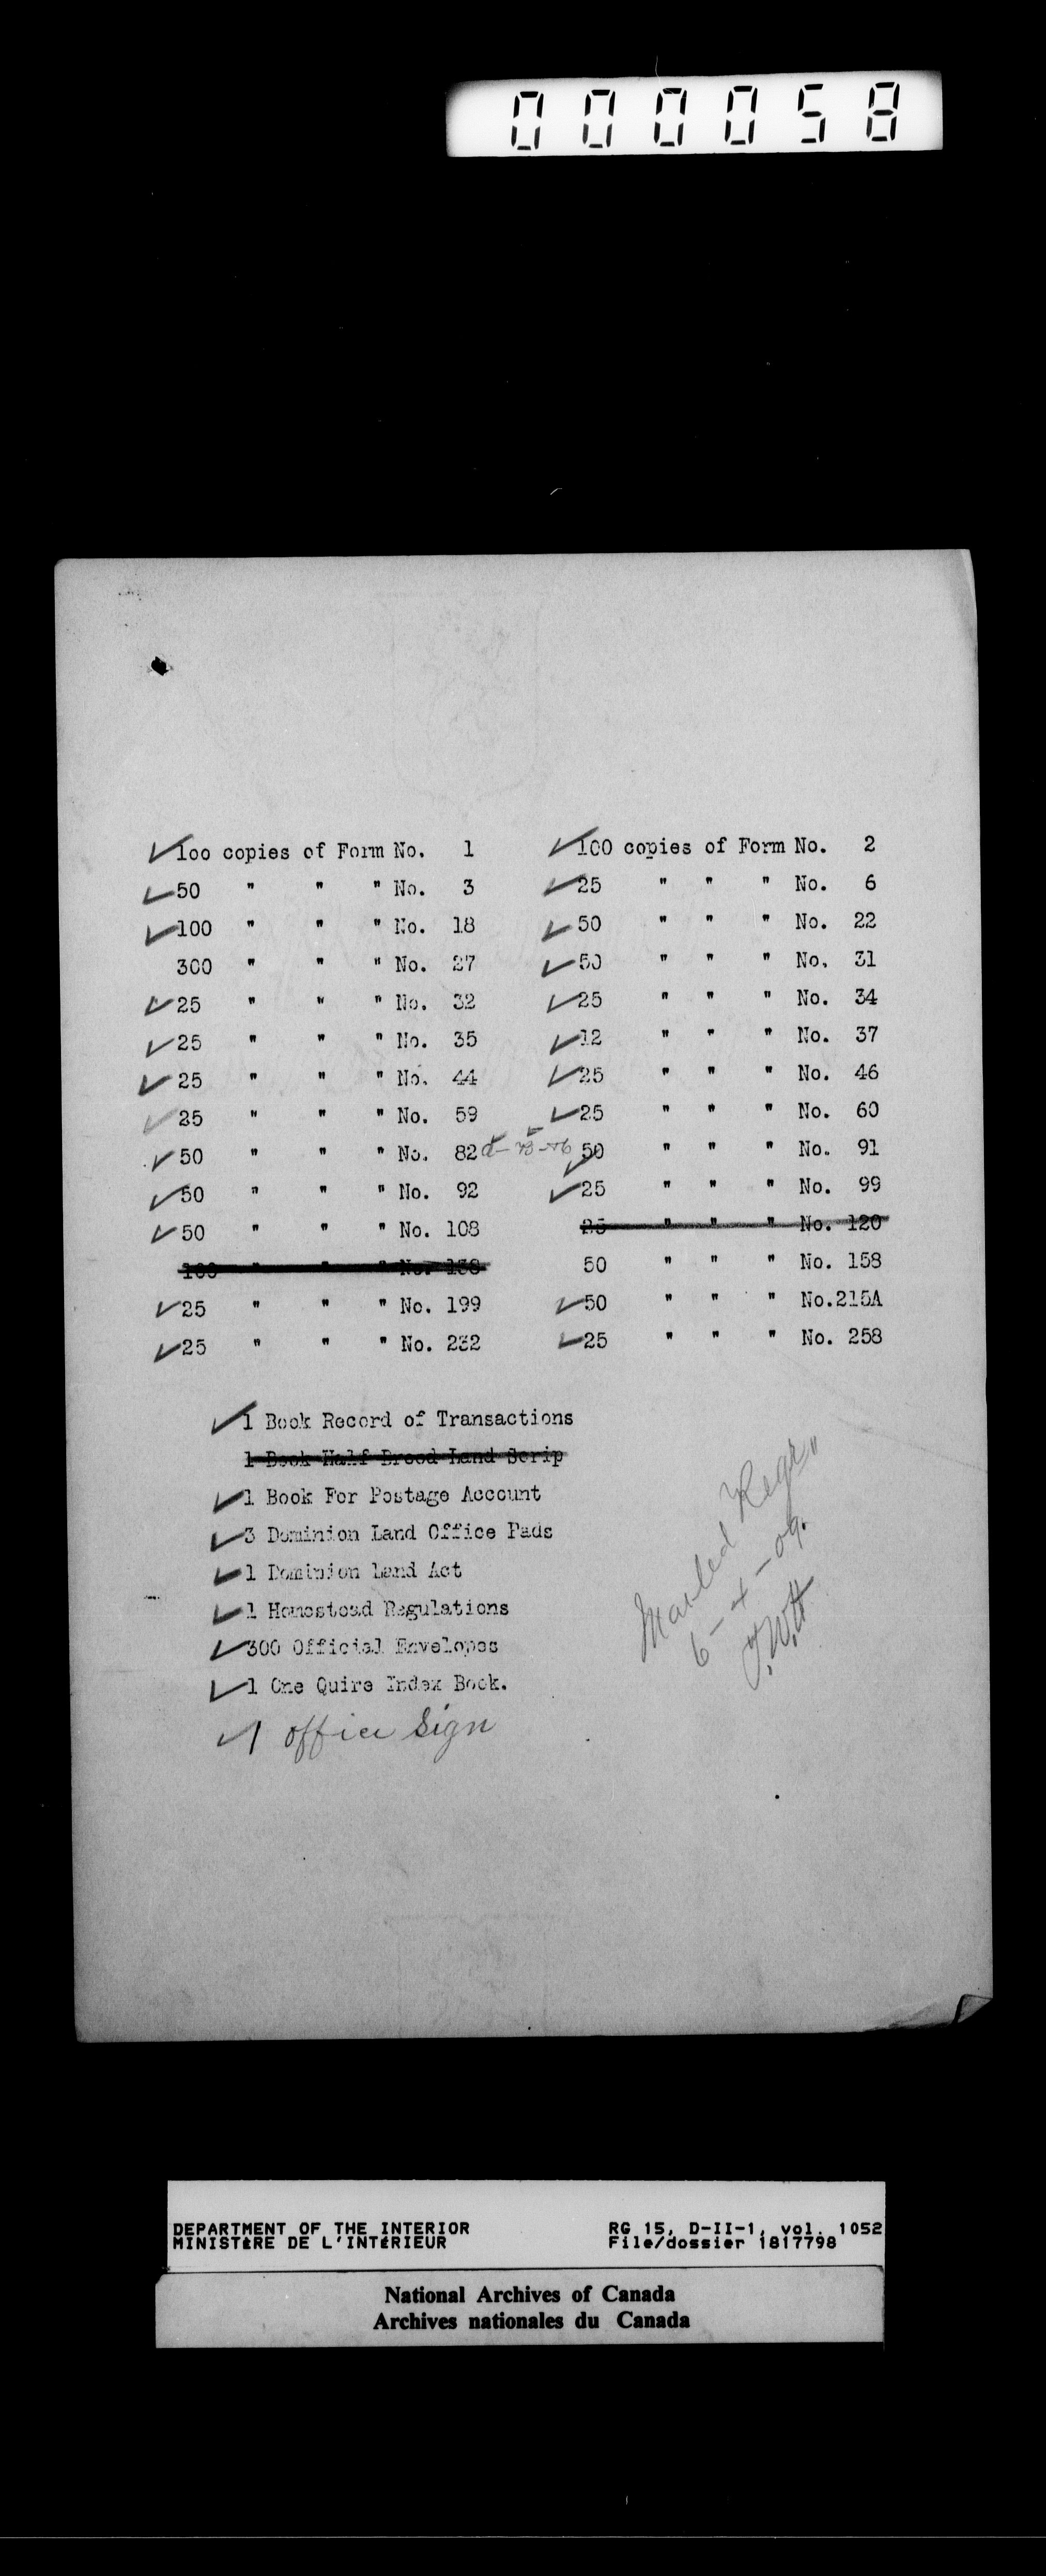 000058
✓100 copies of Form No. 1 ✓100 copies of Form No. 2
✓50 " " " No. 3 ✓25 " " " No. 6
✓100 " " " No. 18 ✓50 " " " No. 22
300 " " " No. 27 ✓50 " " " No. 31
✓25 " " " No. 32 ✓25 " " " No. 34
✓25 " " " No. 35 ✓12 " " " No. 37
✓25 " " " No. 44 ✓25 " " " No. 46
✓25 " " " No. 59 ✓25 " " " No. 60
✓50 " " " No. 82 ✓50 " " " No. 91
✓50 " " " No. 92 ✓25 " " " No. 99
✓50 " " " No. 108 25 " " " No. 120
100 " " " No. 138 50 " " " No. 158
✓25 " " " No. 199 ✓50 " " " No.215A
✓25 " " " No. 232 ✓25 " " " No. 258
✓1 Book Record of Transactions
1 Book Half Breed Land Scrip
✓1 Book For Postage Account
✓3 Dominion Land Office Pads
✓1 Dominion Land Act
✓1 Homestead Regulations
✓300 Official Envelopes
✓1 One Quire Index Book.
✓1 office sign
Mailed Regr"
6-4-09.
DEPARTMENT OF THE INTERIOR RG 15, D-II-1, vol. 1052
MINISTÈRE DE L'INTÉRIEUR File/dossier 1817798
National Archives of Canada
Archives nationales du Canada